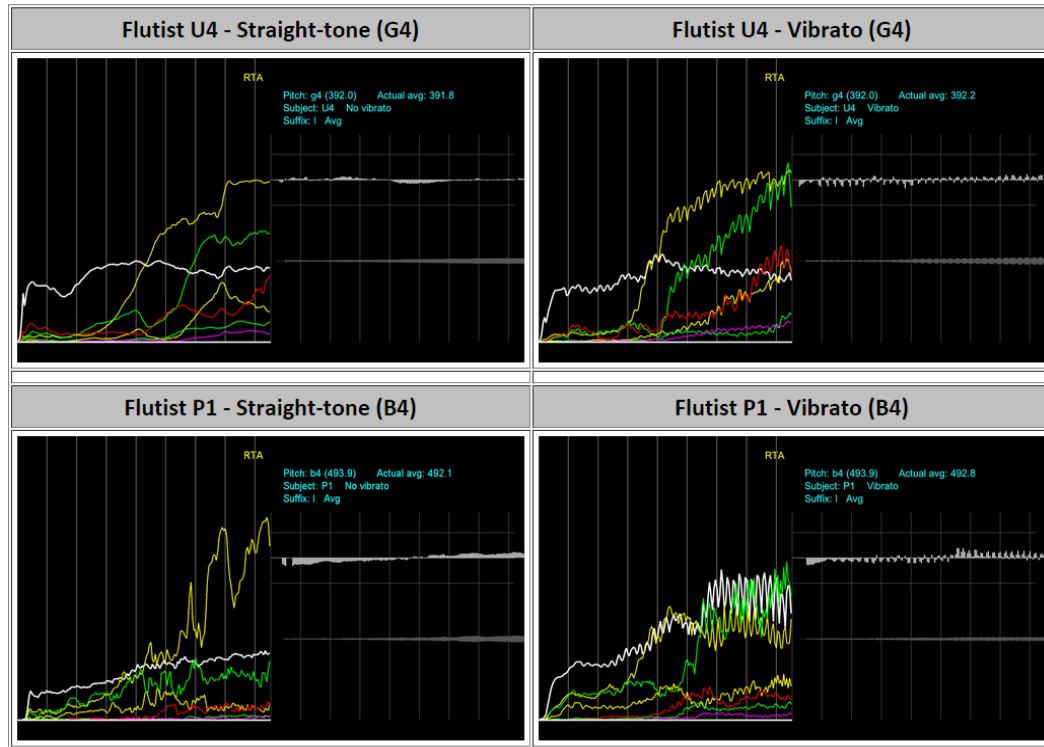 Flutist U4 - Straight-tone (G4)
Flutist U4 - Vibrato (G4)
RTA
Pitch: g4 (392.0) Actual avg: 391.8
Subject: U4 No vibrato
Suffix: I Avg
RTA
Pitch: g4 (392.0) Actual avg: 392.2
Subject: U4 Vibrato
Suffix: I Avg
Flutist P1 - Straight-tone (B4)
Flutist P1 - Vibrato (B4)
RTA
Pitch: b4 (493.9) Actual avg: 492.1
Subject: P1 No vibrato
Suffix: I Avg
RTA
Pitch: b4 (493.9) Actual avg: 492.8
Subject: P1 Vibrato
Suffix: I Avg